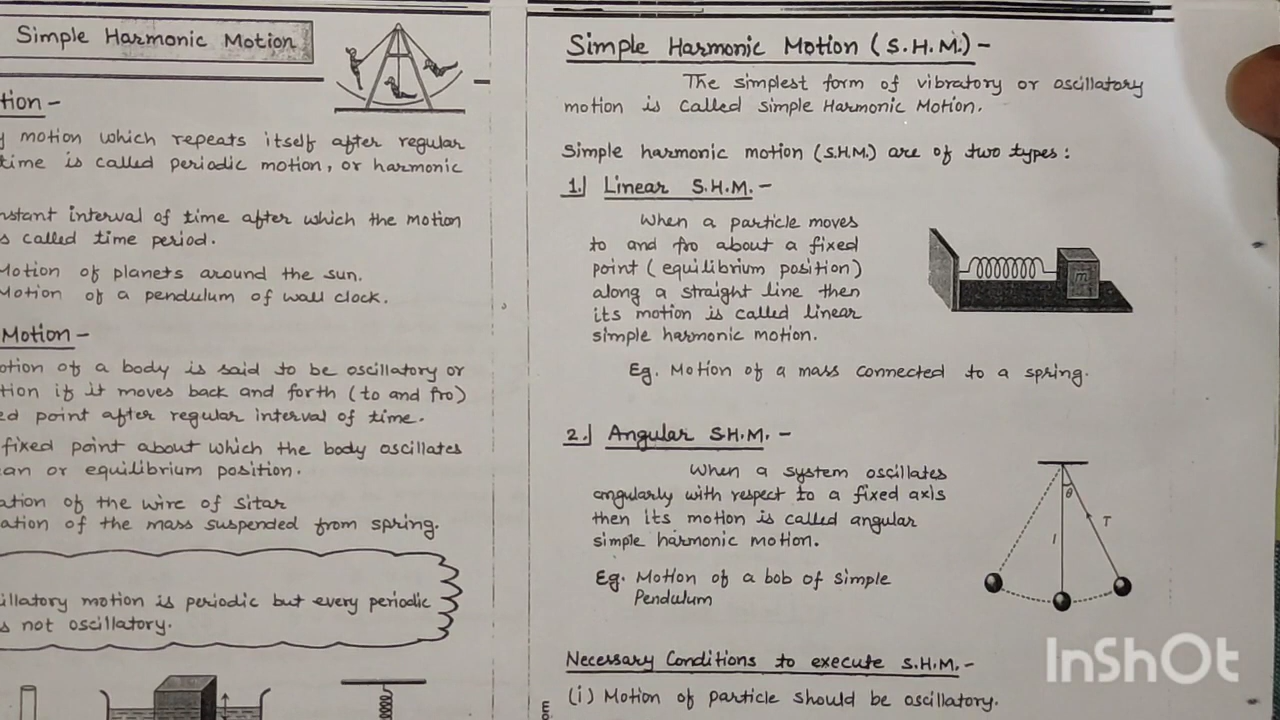 Simple Harmonic Motion
tion -
motion which repeats itself after regular
time is called periodic motion, or harmonic
nstant interval of time after which the motion
s called time period.
Motion of planets around the sun.
Motion of a pendulum of wall clock.
Motion -
otion of a body is said to be oscillatory or
tion if it moves back and forth (to and fro)
ed point after regular interval of time.
fixed point about which the body oscillates
an or equilibrium position.
ation of the wire of sitar
ation of the mass suspended from spring.
illatory motion is periodic but every periodic
s not oscillatory.
Simple Harmonic Motion (S.H.M.) -
The simplest form of vibratory or oscillatory
motion is called simple Harmonic Motion.
Simple harmonic motion (S.H.M.) are of two types:
1.] Linear S.H.M. -
When a particle moves
to and fro about a fixed
point (equilibrium position)
along a straight line then
its motion is called linear
simple harmonic motion.
m
Eg. Motion of a mass connected to a spring.
2.] Angular S.H.M. -
When a system oscillates
angularly with respect to a fixed axis
then its motion is called angular
simple harmonic motion.
θ
T
l
Eg. Motion of a bob of simple
Pendulum
Necessary Conditions to execute S.H.M. -
(i) Motion of particle should be oscillatory.
om
InShOt